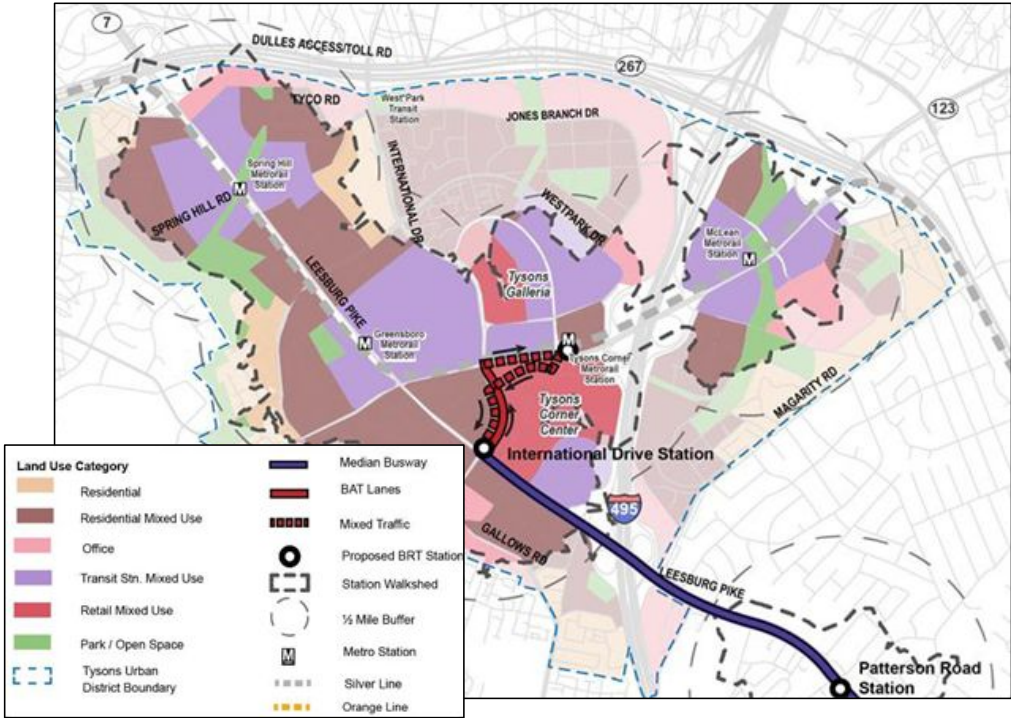 7
DULLES ACCESS/TOLL RD
267
123
TYCO RD
West Park
Transit
Station
JONES BRANCH DR
INTERNATIONAL DR
WESTPARK DR
Spring Hill
Metrorail
Station
M
SPRING HILL RD
McLean
Metrorail
Station
M
LEESBURG PIKE
Tysons
Galleria
Greensboro
Metrorail
Station
M
M
Tysons Corner
Metrorail
Station
Tysons
Corner
Center
MAGARITY RD
International Drive Station
495
GALLOWS RD
LEESBURG PIKE
Patterson Road
Station
Land Use Category
Residential
Residential Mixed Use
Office
Transit Stn. Mixed Use
Retail Mixed Use
Park / Open Space
Tysons Urban
District Boundary
Median Busway
BAT Lanes
Mixed Traffic
Proposed BRT Station
Station Walkshed
½ Mile Buffer
M
Metro Station
Silver Line
Orange Line